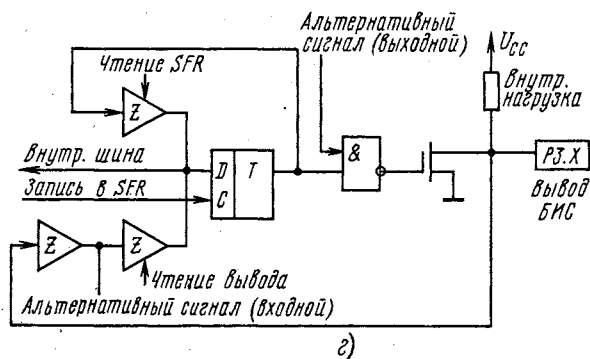 Альтернативный
сигнал (выходной)
Ucc
Чтение SFR
Внутр.
нагрузка
Z
&
Внутр. шина
D T
P3.X
Запись в SFR
C
Вывод
БИС
Z Z
Чтение вывода
Альтернативный сигнал (входной)
г)